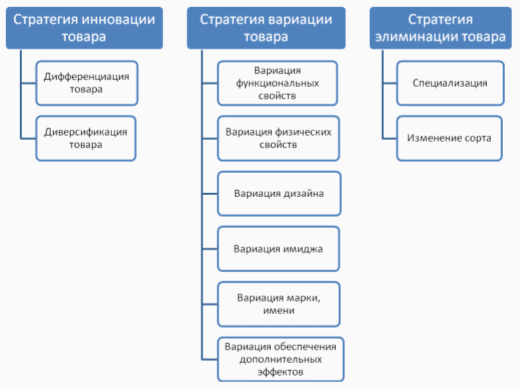 Стратегия инновации
товара
Дифференциация
товара
Диверсификация
товара
Стратегия вариации
товара
Вариация
функциональных
свойств
Вариация физических
свойств
Вариация дизайна
Вариация имиджа
Вариация марки,
имени
Вариация обеспечения
дополнительных
эффектов
Стратегия
элиминации товара
Специализация
Изменение сорта